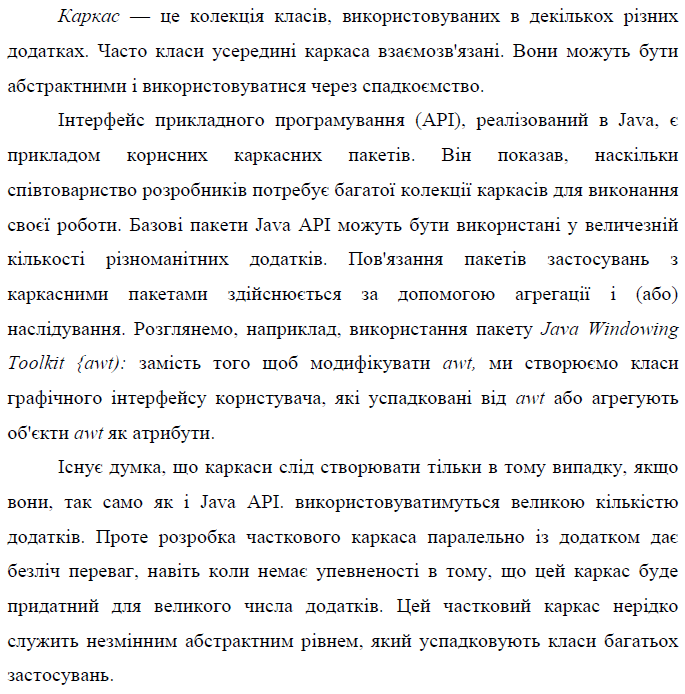 Каркас — це колекція класів, використовуваних в декількох різних
додатках. Часто класи усередині каркаса взаємозв'язані. Вони можуть бути
абстрактними і використовуватися через спадкоємство.
Інтерфейс прикладного програмування (API), реалізований в Java, є
прикладом корисних каркасних пакетів. Він показав, наскільки
співтовариство розробників потребує багатої колекції каркасів для виконання
своєї роботи. Базові пакети Java API можуть бути використані у величезній
кількості різноманітних додатків. Пов'язання пакетів застосувань з
каркасними пакетами здійснюється за допомогою агрегації і (або)
наслідування. Розглянемо, наприклад, використання пакету Java Windowing
Toolkit {awt): замість того щоб модифікувати awt, ми створюємо класи
графічного інтерфейсу користувача, які успадковані від awt або агрегують
об'єкти awt як атрибути.
Існує думка, що каркаси слід створювати тільки в тому випадку, якщо
вони, так само як і Java API. використовуватимуться великою кількістю
додатків. Проте розробка часткового каркаса паралельно із додатком дає
безліч переваг, навіть коли немає упевненості в тому, що цей каркас буде
придатний для великого числа додатків. Цей частковий каркас нерідко
служить незмінним абстрактним рівнем, який успадковують класи багатьох
застосувань.